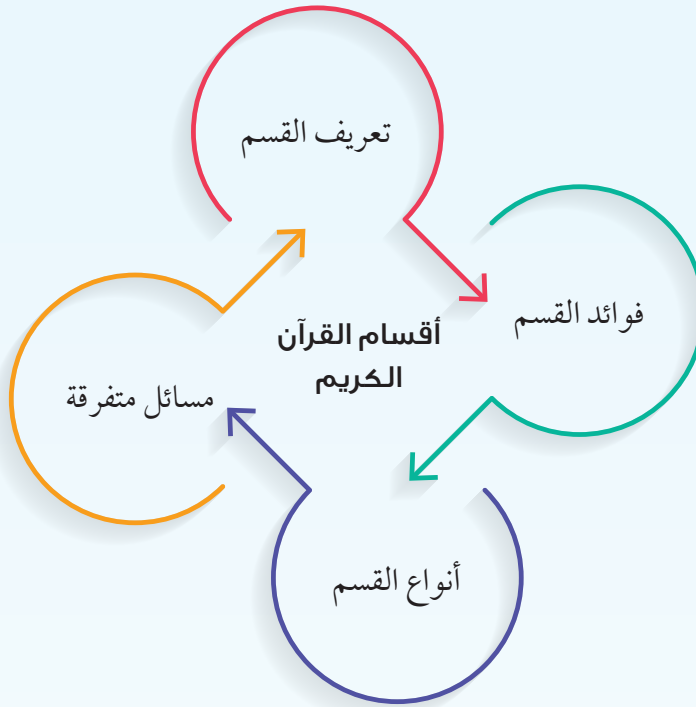 تعريف القسم
فوائد القسم
أقسام القرآن
الكريم
مسائل متفرقة
أنواع القسم